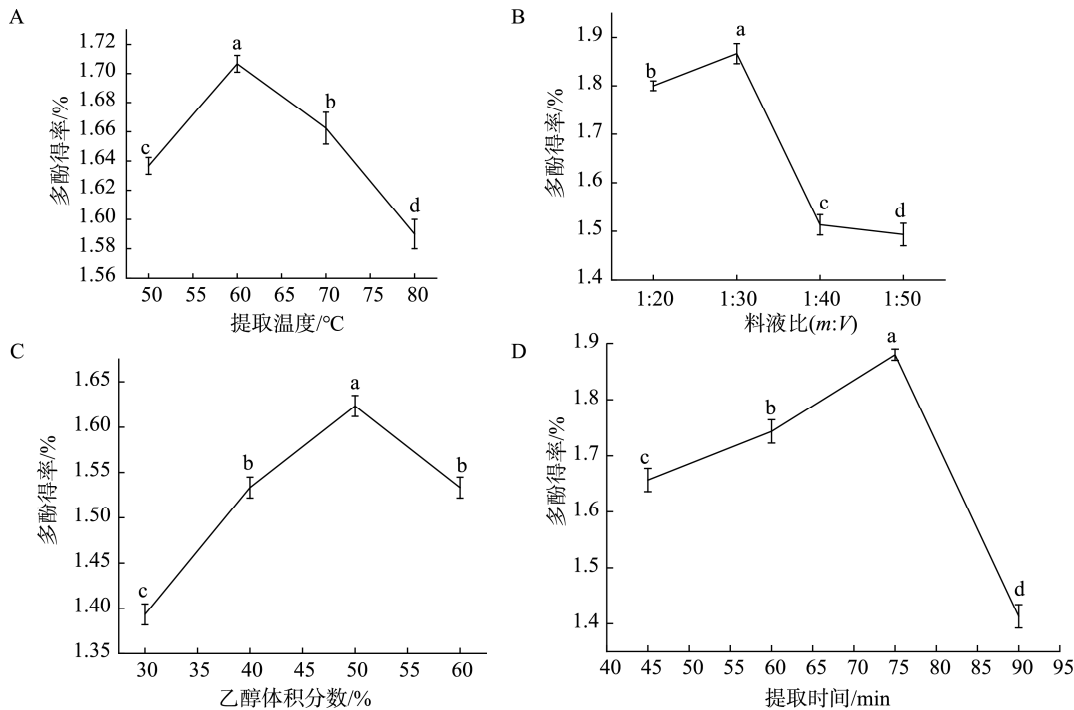 A
多酚得率/%
1.72
1.70
1.68
1.66
1.64
1.62
1.60
1.58
1.56
c
a
b
d
50 55 60 65 70 75 80
提取温度/℃
B
多酚得率/%
1.9
1.8
1.7
1.6
1.5
1.4
b
a
c
d
1:20 1:30 1:40 1:50
料液比(m:V)
C
多酚得率/%
1.65
1.60
1.55
1.50
1.45
1.40
1.35
c
b
a
b
30 40 50 60
乙醇体积分数/%
D
多酚得率/%
1.9
1.8
1.7
1.6
1.5
1.4
c
b
a
d
40 45 50 55 60 65 70 75 80 85 90 95
提取时间/min